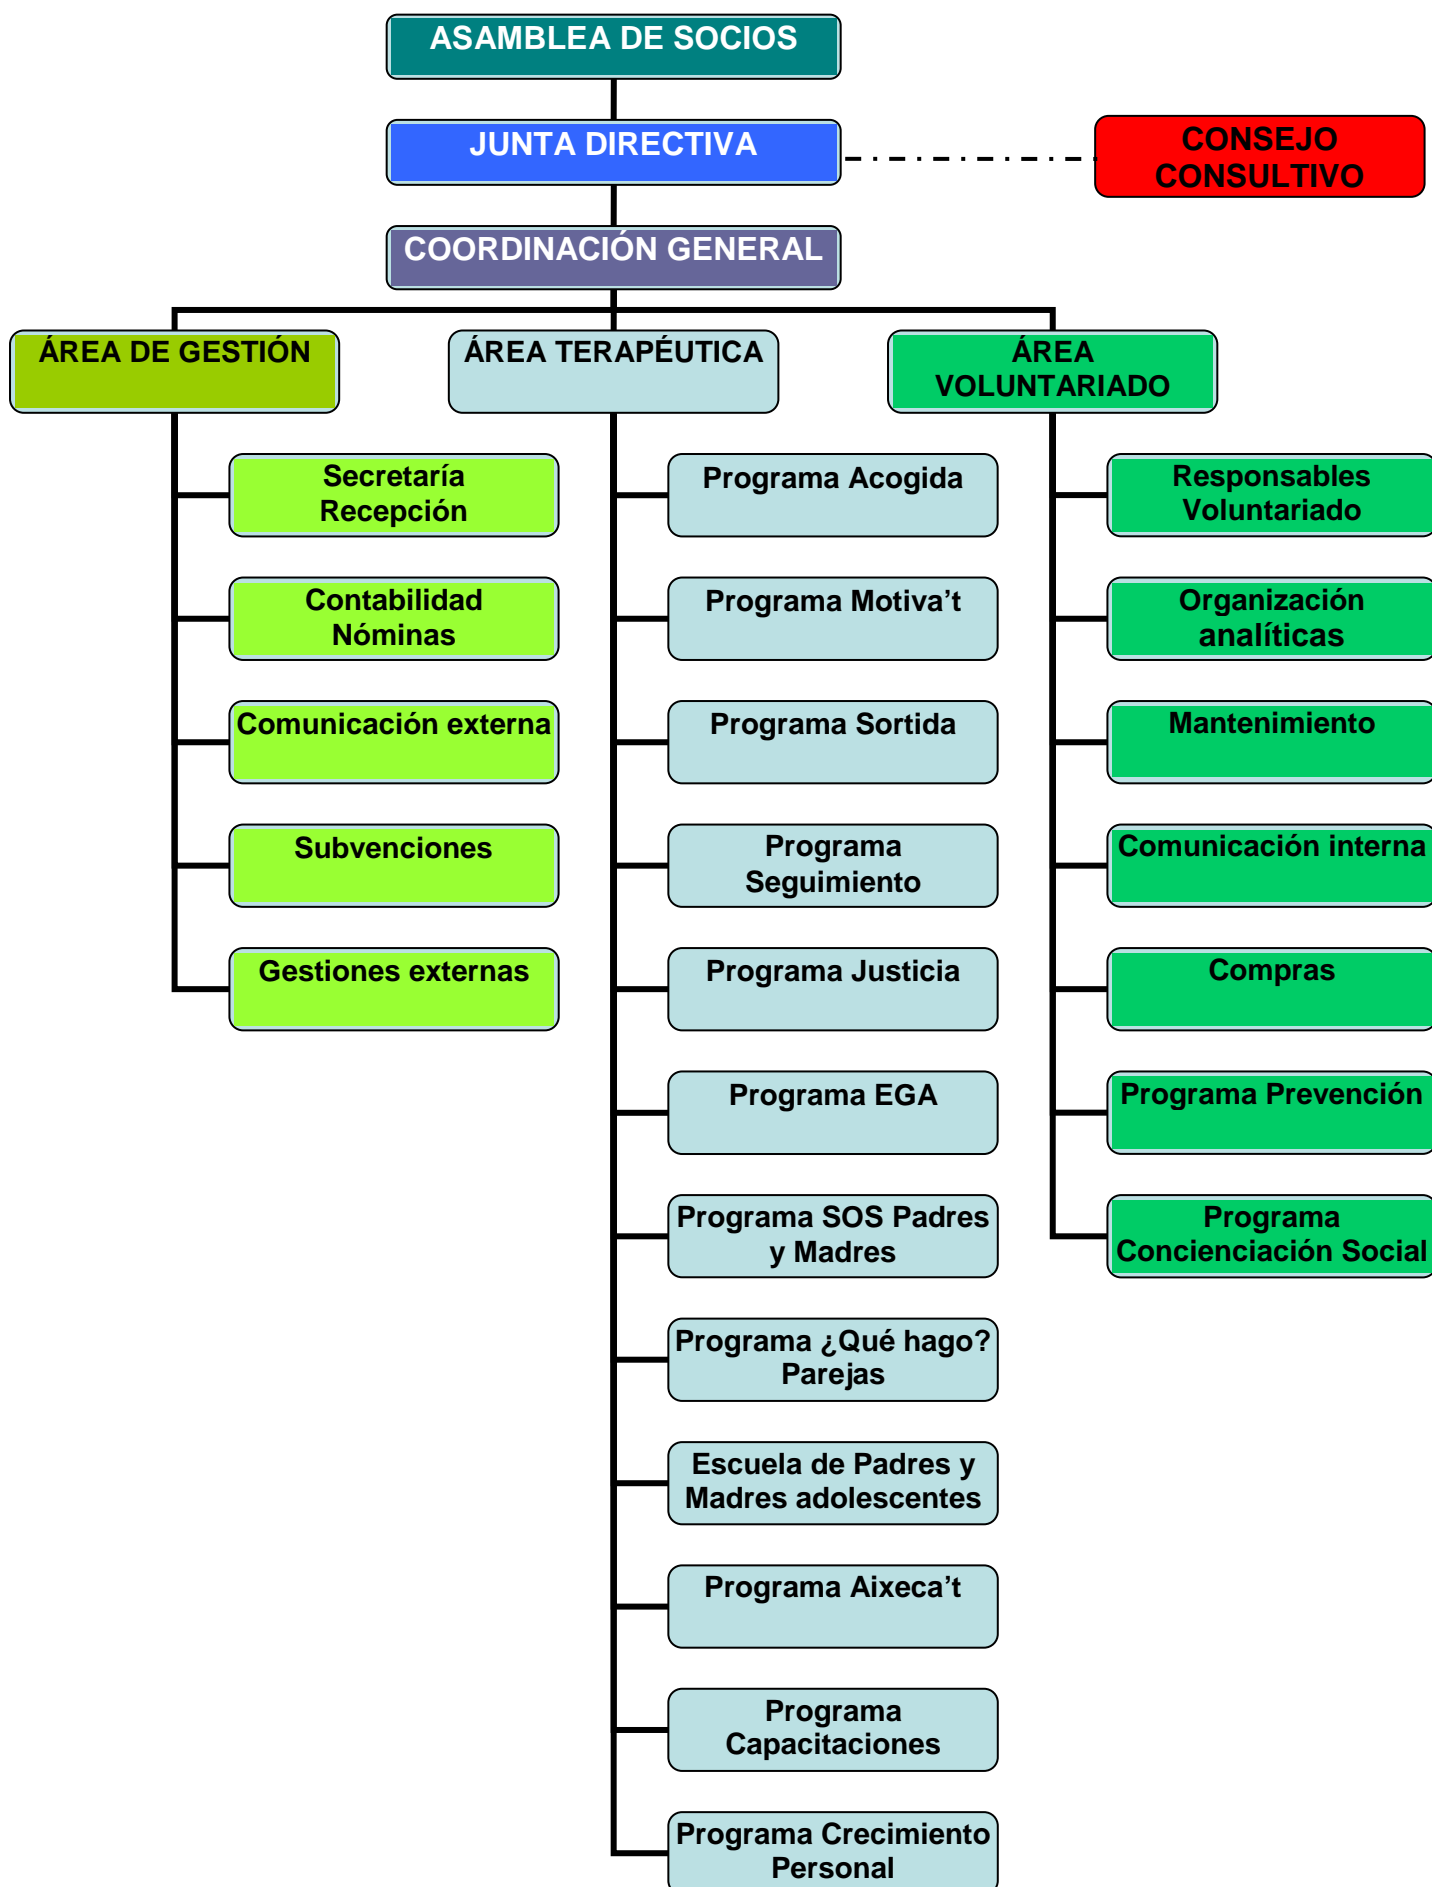 ASAMBLEA DE SOCIOS
JUNTA DIRECTIVA
CONSEJO
CONSULTIVO
COORDINACIÓN GENERAL
ÁREA DE GESTIÓN
ÁREA TERAPÉUTICA
ÁREA
VOLUNTARIADO
Secretaría
Recepción
Contabilidad
Nóminas
Comunicación externa
Subvenciones
Gestiones externas
Programa Acogida
Programa Motiva’t
Programa Sortida
Programa
Seguimiento
Programa Justicia
Programa EGA
Programa SOS Padres
y Madres
Programa ¿Qué hago?
Parejas
Escuela de Padres y
Madres adolescentes
Programa Aixeca’t
Programa
Capacitaciones
Programa Crecimiento
Personal
Responsables
Voluntariado
Organización
analíticas
Mantenimiento
Comunicación interna
Compras
Programa Prevención
Programa
Concienciación Social